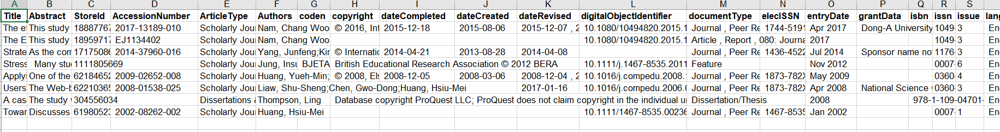 A B C D E F G H I J K L M N O P Q R S
Title Abstract StoreId AccessionNumber ArticleType Authors coden copyright dateCompleted dateCreated dateRevised digitalObjectIdentifier documentType elecISSN entryDate grantData isbn issn issue lang
The ef This study 18887767 2017-13189-010 Scholarly Jou Nam, Chang Woo © 2016, Inf 2015-12-18 2015-08-06 2015-12-07 , 2 10.1080/10494820.2015.1 Journal , Peer Re 1744-5191 Apr 2017 Dong-A University 1049- 3 En
The E This study 18959717 EJ1134402 Scholarly Jou Nam, Chang Woo 10.1080/10494820.2015.1 Article , Report , 080: Journa 2017 1049- 3 En
Strate As the com 17175086 2014-37960-016 Scholarly Jou Yang, Junfeng;Kin © Internatio 2014-04-21 2013-08-28 2014-04-08 Journal , Peer Re 1436-4522 Jul 2014 Sponsor name no 1176- 3 En
Stress Many stu 1111805669 Scholarly Jou Jung, Insu BJETA British Educational Research Association © 2012 BERA 10.1111/j.1467-8535.2011 Feature Nov 2012 0007- 6 En
Applyi One of the 62184652 2009-02652-008 Scholarly Jou Huang, Yueh-Min; © 2008, Els 2008-12-05 2008-03-06 2008-12-04 , 2 10.1016/j.compedu.2008. Journal , Peer Re 1873-782X May 2009 0360- 4 En
Users' The Web-b 62210365 2008-01538-025 Scholarly Jou Liaw, Shu-Sheng;Chen, Gwo-Dong;Huang, Hsiu-Mei 2017-01-16 10.1016/j.compedu.2006.0 Journal , Peer Re 1873-782X Apr 2008 National Science 0360- 3 En
A cas The study 304556034 Dissertations & Thompson, Ling Database copyright ProQuest LLC; ProQuest does not claim copyright in the individual u Dissertation/Thesis 2008 978-1-109-04701- En
Towar Discusses 61980523 2002-08262-002 Scholarly Jou Huang, Hsiu-Mei 10.1111/1467-8535.00236 Journal , Peer Re 1467-8535 Jan 2002 0007- 1 En